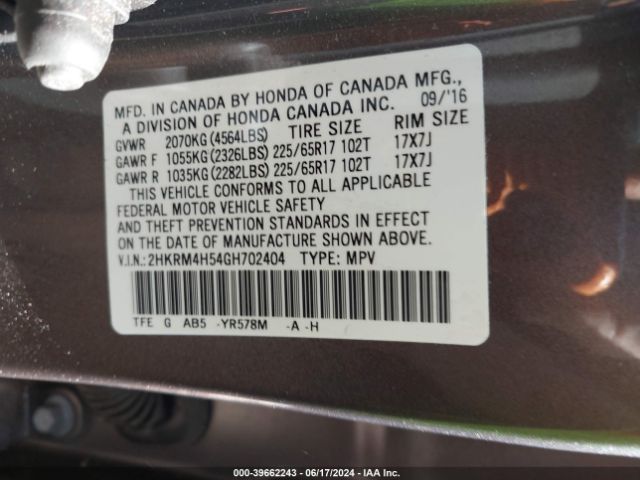 MFD. IN CANADA BY HONDA OF CANADA MFG.,
A DIVISION OF HONDA CANADA INC. 09/'16
GVWR 2070KG (4564LBS) TIRE SIZE RIM SIZE
GAWR F 1055KG (2326LBS) 225/65R17 102T 17X7J
GAWR R 1035KG (2282LBS) 225/65R17 102T 17X7J
THIS VEHICLE CONFORMS TO ALL APPLICABLE
FEDERAL MOTOR VEHICLE SAFETY
AND THEFT PREVENTION STANDARDS IN EFFECT
ON THE DATE OF MANUFACTURE SHOWN ABOVE.
V.I.N.: 2HKRM4H54GH702404 TYPE: MPV
TFE G AB5 -YR578M -A -H
© - 39662243 - 06/17/2024 - IAA Inc.